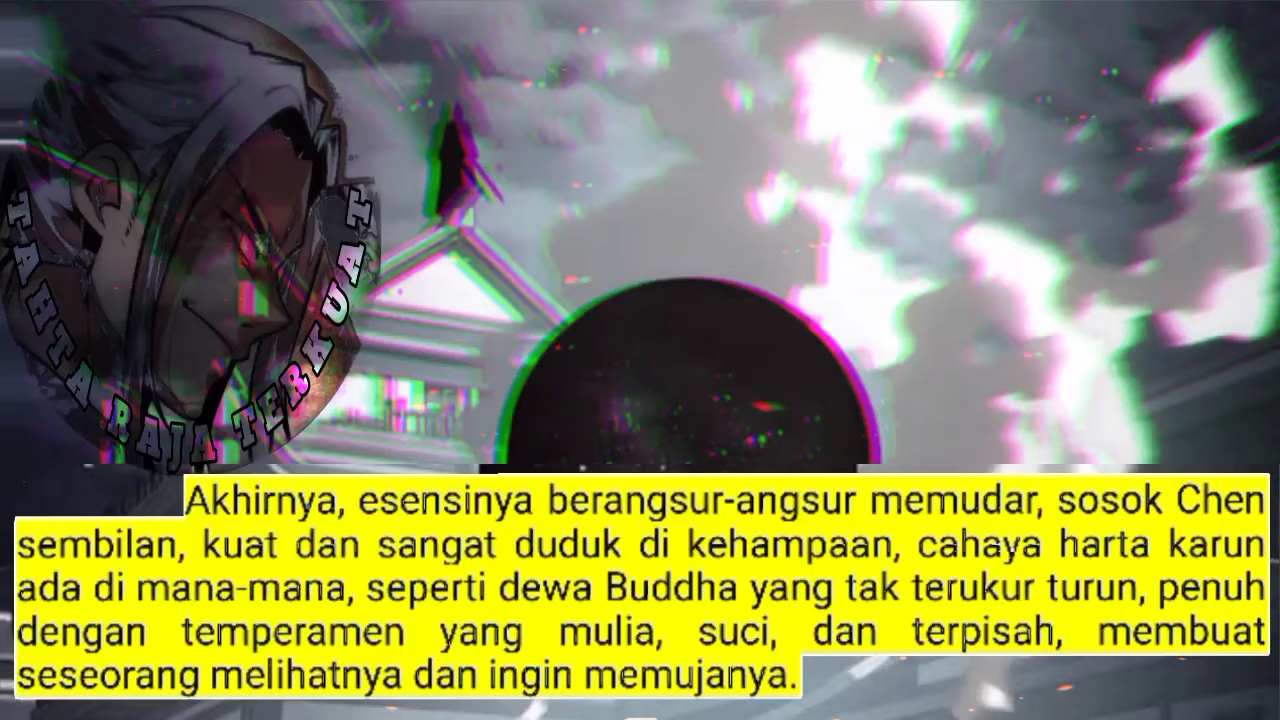 TAHTA RAJA TERKUAT
Akhirnya, esensinya berangsur-angsur memudar, sosok Chen
sembilan, kuat dan sangat duduk di kehampaan, cahaya harta karun
ada di mana-mana, seperti dewa Buddha yang tak terukur turun, penuh
dengan temperamen yang mulia, suci, dan terpisah, membuat
seseorang melihatnya dan ingin memujanya.